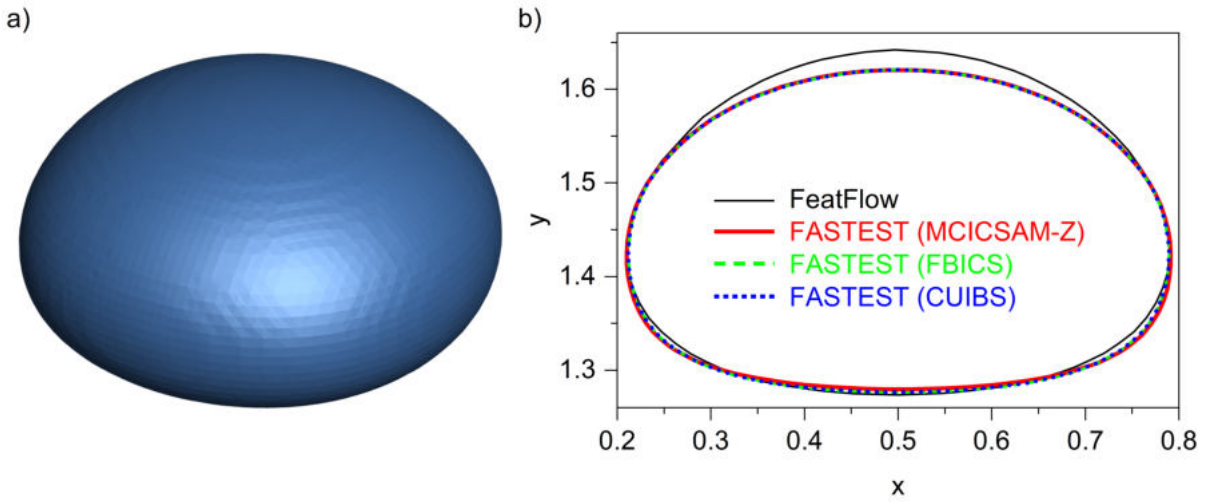 a)
b)
1.6
1.5
1.4
1.3
y
FeatFlow
FASTEST (MCICSAM-Z)
FASTEST (FBICS)
FASTEST (CUIBS)
0.2 0.3 0.4 0.5 0.6 0.7 0.8
x